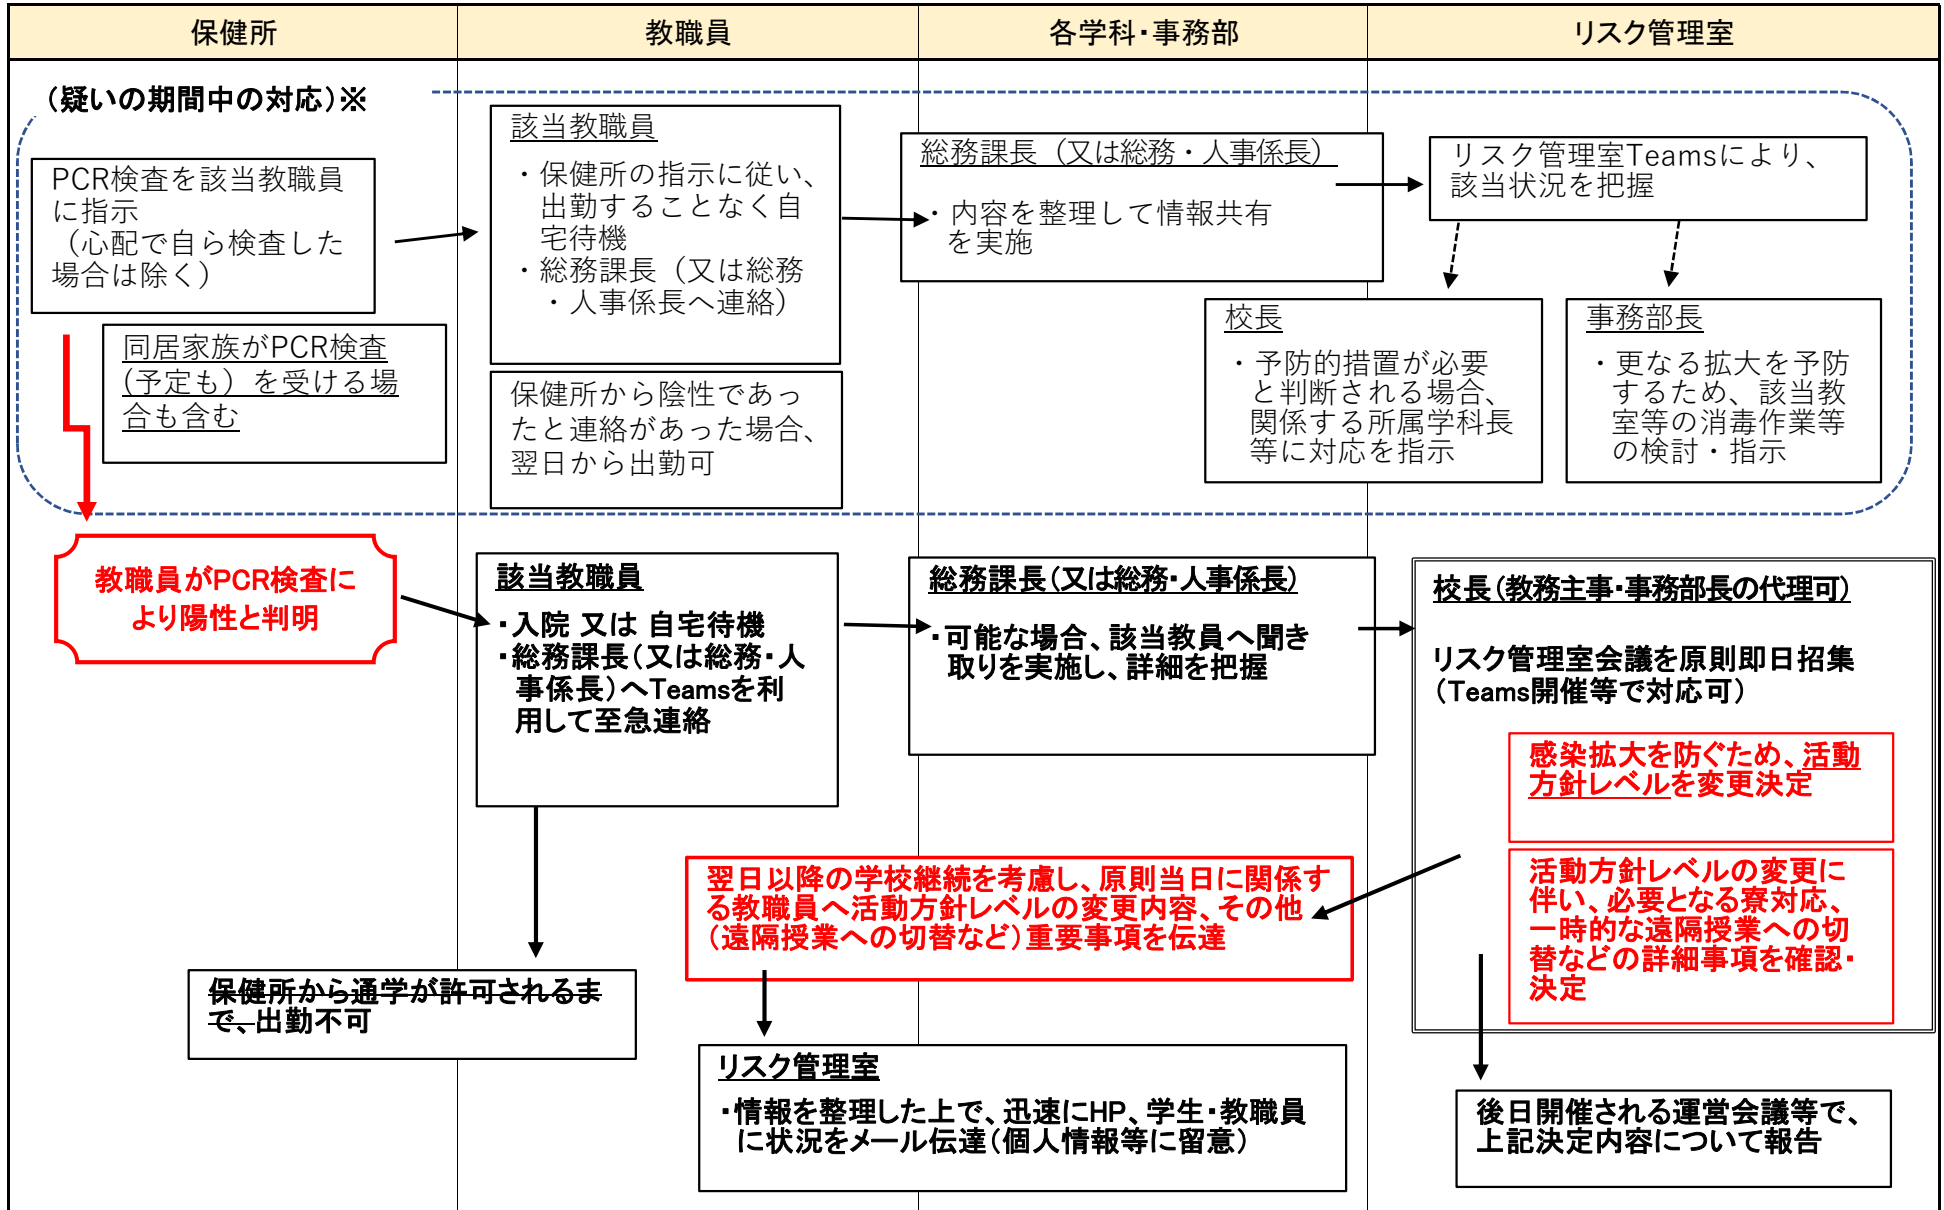 保健所
教職員
各学科・事務部
リスク管理室
（疑いの期間中の対応）※
PCR検査を該当教職員
に指示
（心配で自ら検査した
場合は除く）
同居家族がPCR検査
(予定も）を受ける場
合も含む
該当教職員
・保健所の指示に従い、
出勤することなく自
宅待機
・総務課長（又は総務
・人事係長へ連絡）
保健所から陰性であっ
たと連絡があった場合、
翌日から出勤可
総務課長（又は総務・人事係長）
・内容を整理して情報共有
を実施
リスク管理室Teamsにより、
該当状況を把握
校長
・予防的措置が必要
と判断される場合、
関係する所属学科長
等に対応を指示
事務部長
・更なる拡大を予防
するため、該当教
室等の消毒作業等
の検討・指示
教職員がPCR検査に
より陽性と判明
該当教職員
・入院 又は 自宅待機
・総務課長（又は総務・人
事係長）へTeamsを利
用して至急連絡
総務課長（又は総務・人事係長）
・可能な場合、該当教員へ聞き
取りを実施し、詳細を把握
校長（教務主事・事務部長の代理可）
リスク管理室会議を原則即日招集
（Teams開催等で対応可）
感染拡大を防ぐため、活動
方針レベルを変更決定
活動方針レベルの変更に
伴い、必要となる寮対応、
一時的な遠隔授業への切
替などの詳細事項を確認・
決定
翌日以降の学校継続を考慮し、原則当日に関係す
る教職員へ活動方針レベルの変更内容、その他
（遠隔授業への切替など）重要事項を伝達
保健所から通学が許可されるま
で、出勤不可
リスク管理室
・情報を整理した上で、迅速にHP、学生・教職員
に状況をメール伝達（個人情報等に留意）
後日開催される運営会議等で、
上記決定内容について報告